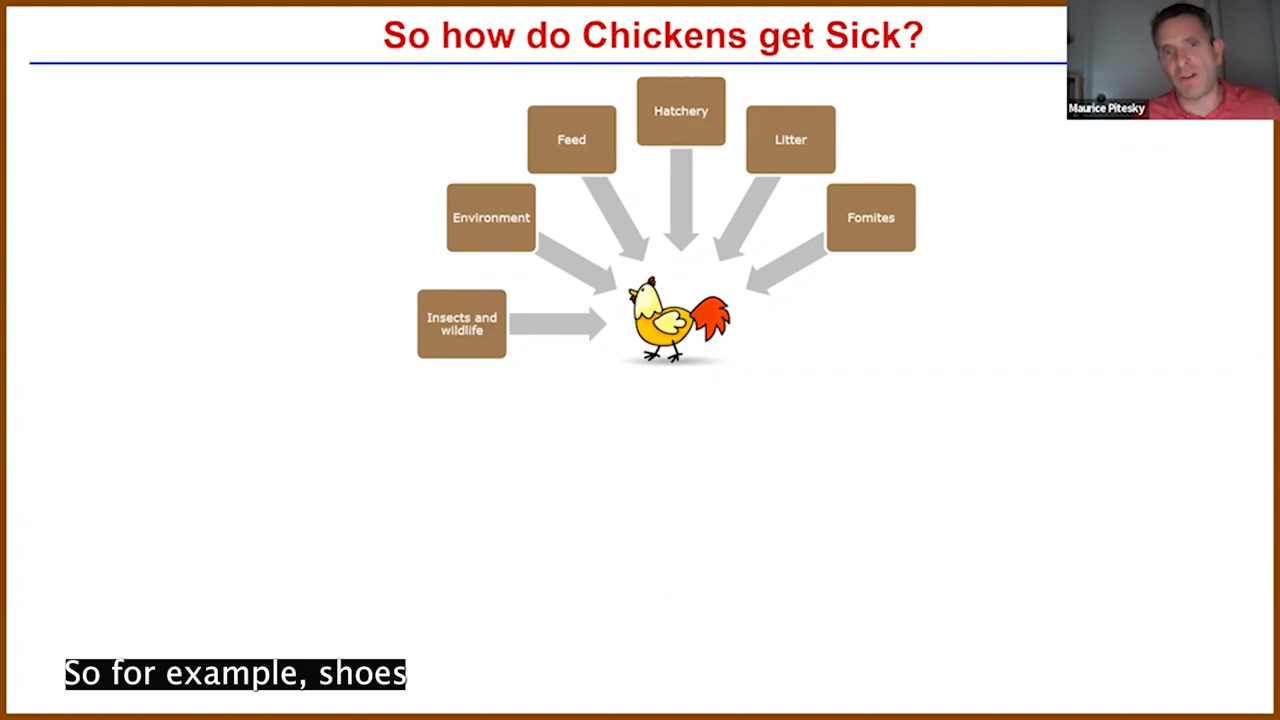 So how do Chickens get Sick?
Maurice Pitesky
Hatchery
Feed
Litter
Environment
Fomites
Insects and
wildlife
So for example, shoes